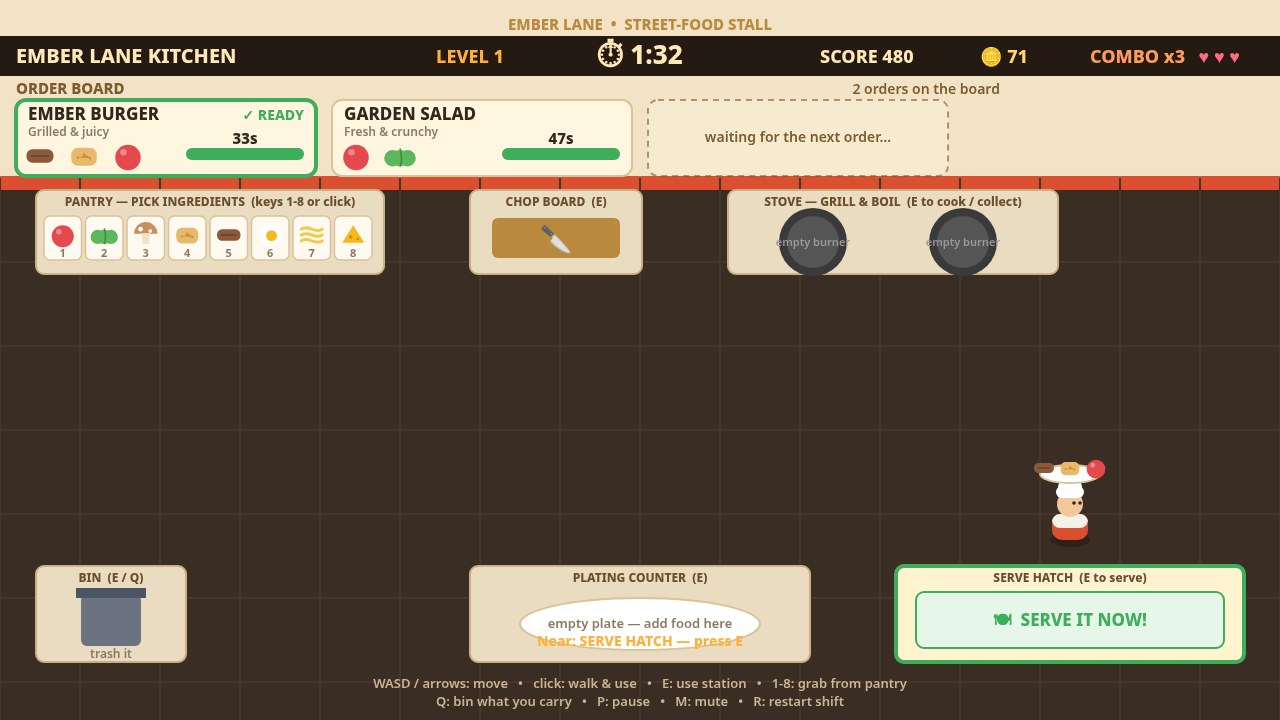 EMBER LANE • STREET-FOOD STALL
EMBER LANE KITCHEN LEVEL 1 1:32 SCORE 480 71 COMBO x3 ♥ ♥ ♥
ORDER BOARD 2 orders on the board
EMBER BURGER ✓ READY
Grilled & juicy
33s
GARDEN SALAD
Fresh & crunchy
47s
waiting for the next order...
PANTRY — PICK INGREDIENTS (keys 1-8 or click)
1 2 3 4 5 6 7 8
CHOP BOARD (E)
STOVE — GRILL & BOIL (E to cook / collect)
empty burner empty burner
BIN (E / Q)
trash it
PLATING COUNTER (E)
empty plate — add food here
Near: SERVE HATCH — press E
SERVE HATCH (E to serve)
SERVE IT NOW!
WASD / arrows: move • click: walk & use • E: use station • 1-8: grab from pantry
Q: bin what you carry • P: pause • M: mute • R: restart shift